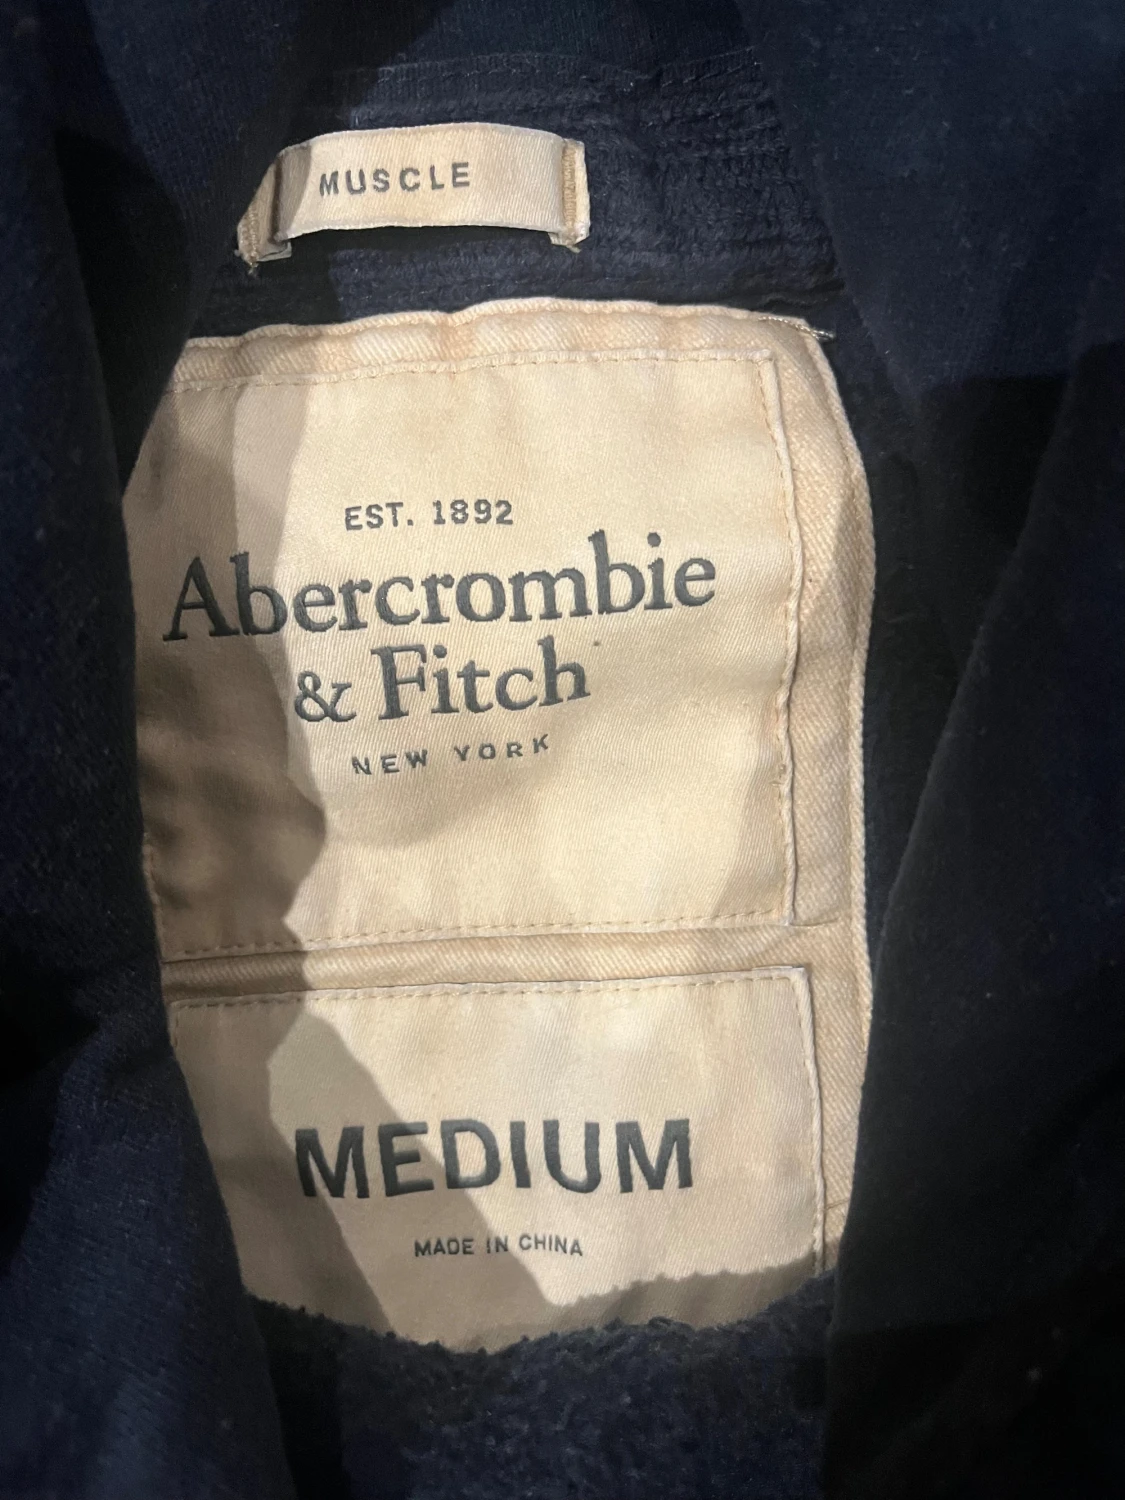 MUSCLE
EST. 1892
Abercrombie
& Fitch
NEW YORK
MEDIUM
MADE IN CHINA